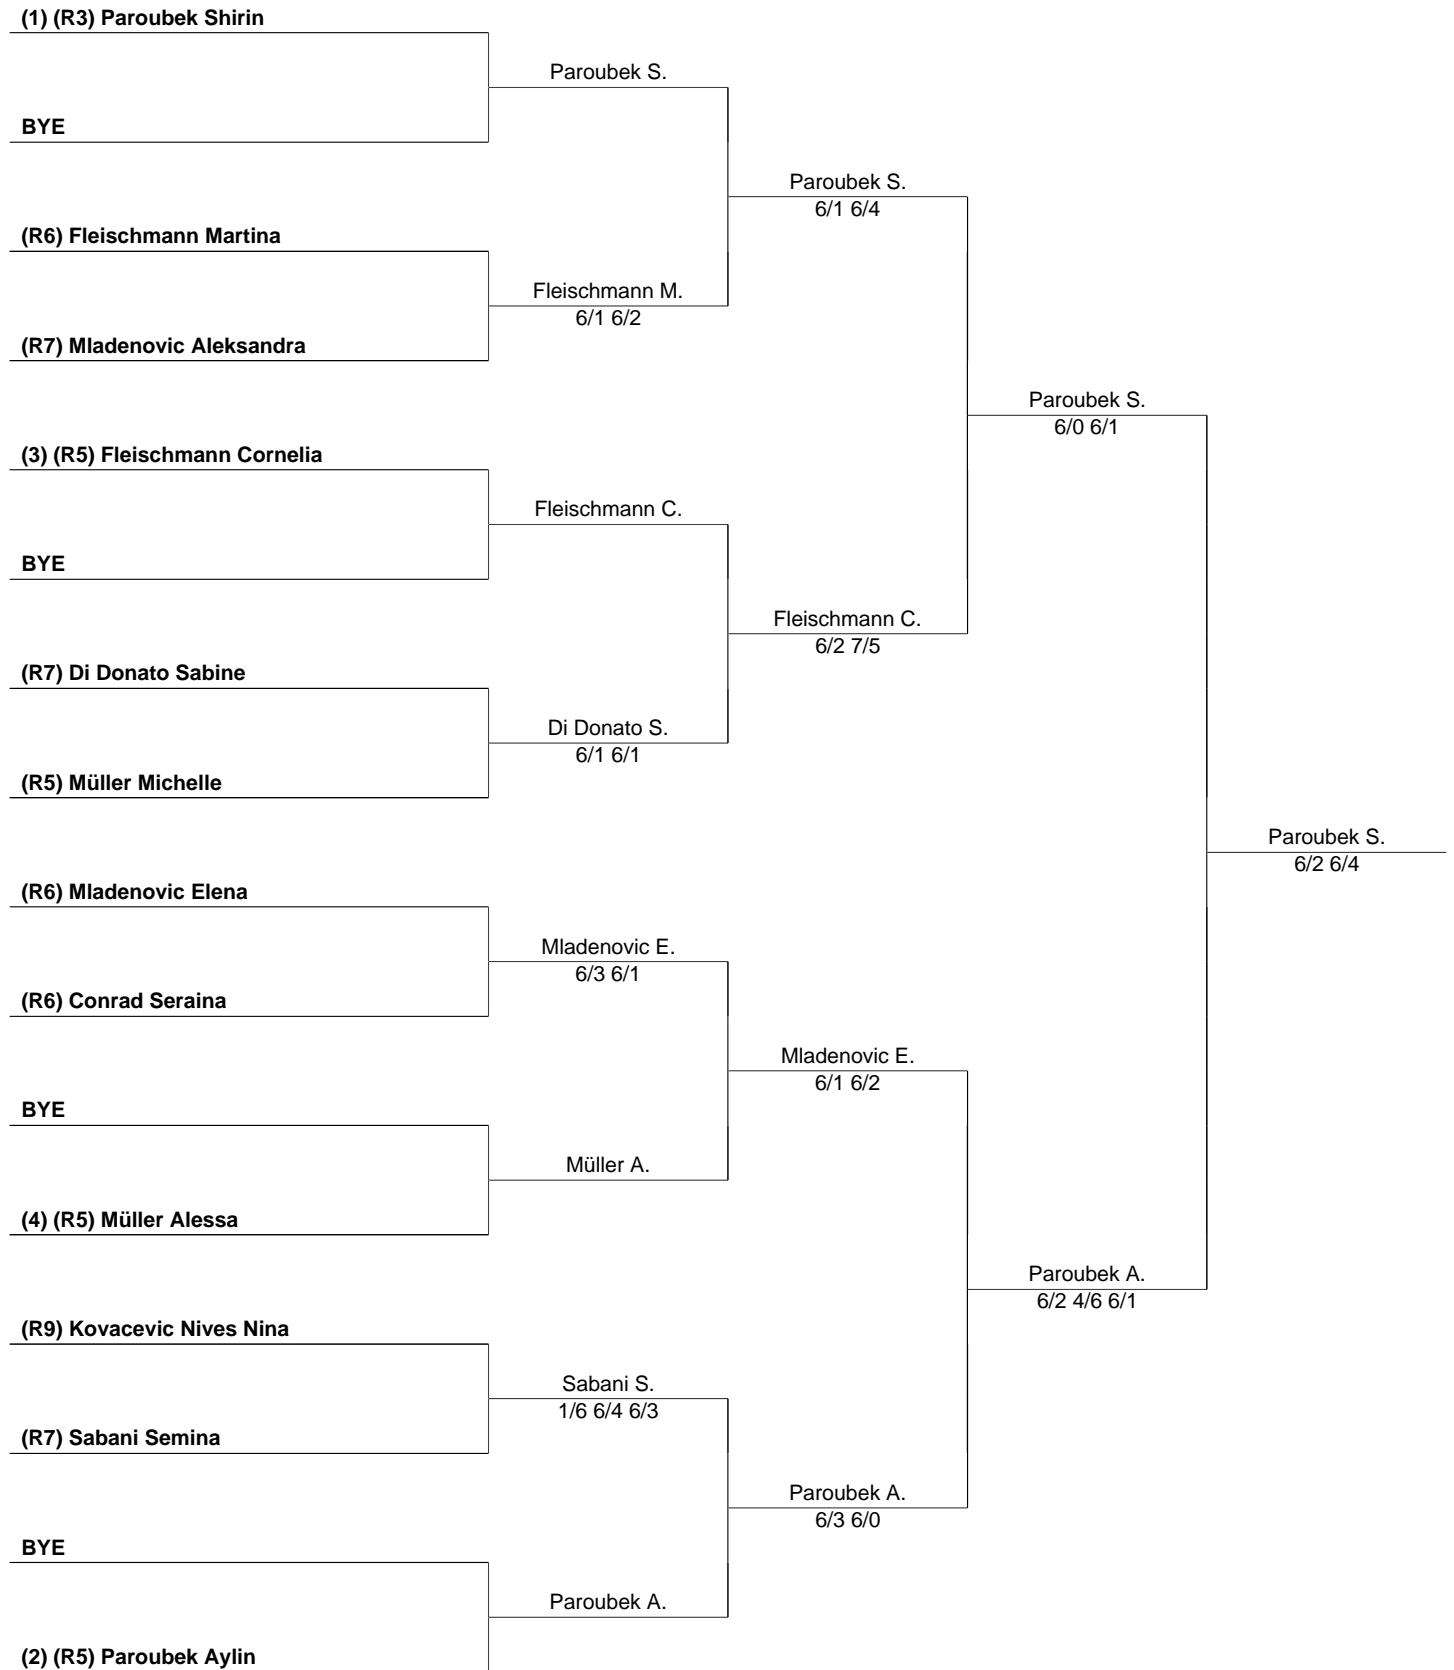 (1) (R3) Paroubek Shirin
Paroubek S.
BYE
Paroubek S.
6/1 6/4
(R6) Fleischmann Martina
Fleischmann M.
6/1 6/2
(R7) Mladenovic Aleksandra
Paroubek S.
6/0 6/1
(3) (R5) Fleischmann Cornelia
Fleischmann C.
BYE
Fleischmann C.
6/2 7/5
(R7) Di Donato Sabine
Di Donato S.
6/1 6/1
(R5) Müller Michelle
Paroubek S.
6/2 6/4
(R6) Mladenovic Elena
Mladenovic E.
6/3 6/1
(R6) Conrad Seraina
Mladenovic E.
6/1 6/2
BYE
Müller A.
(4) (R5) Müller Alessa
Paroubek A.
6/2 4/6 6/1
(R9) Kovacevic Nives Nina
Sabani S.
1/6 6/4 6/3
(R7) Sabani Semina
Paroubek A.
6/3 6/0
BYE
Paroubek A.
(2) (R5) Paroubek Aylin